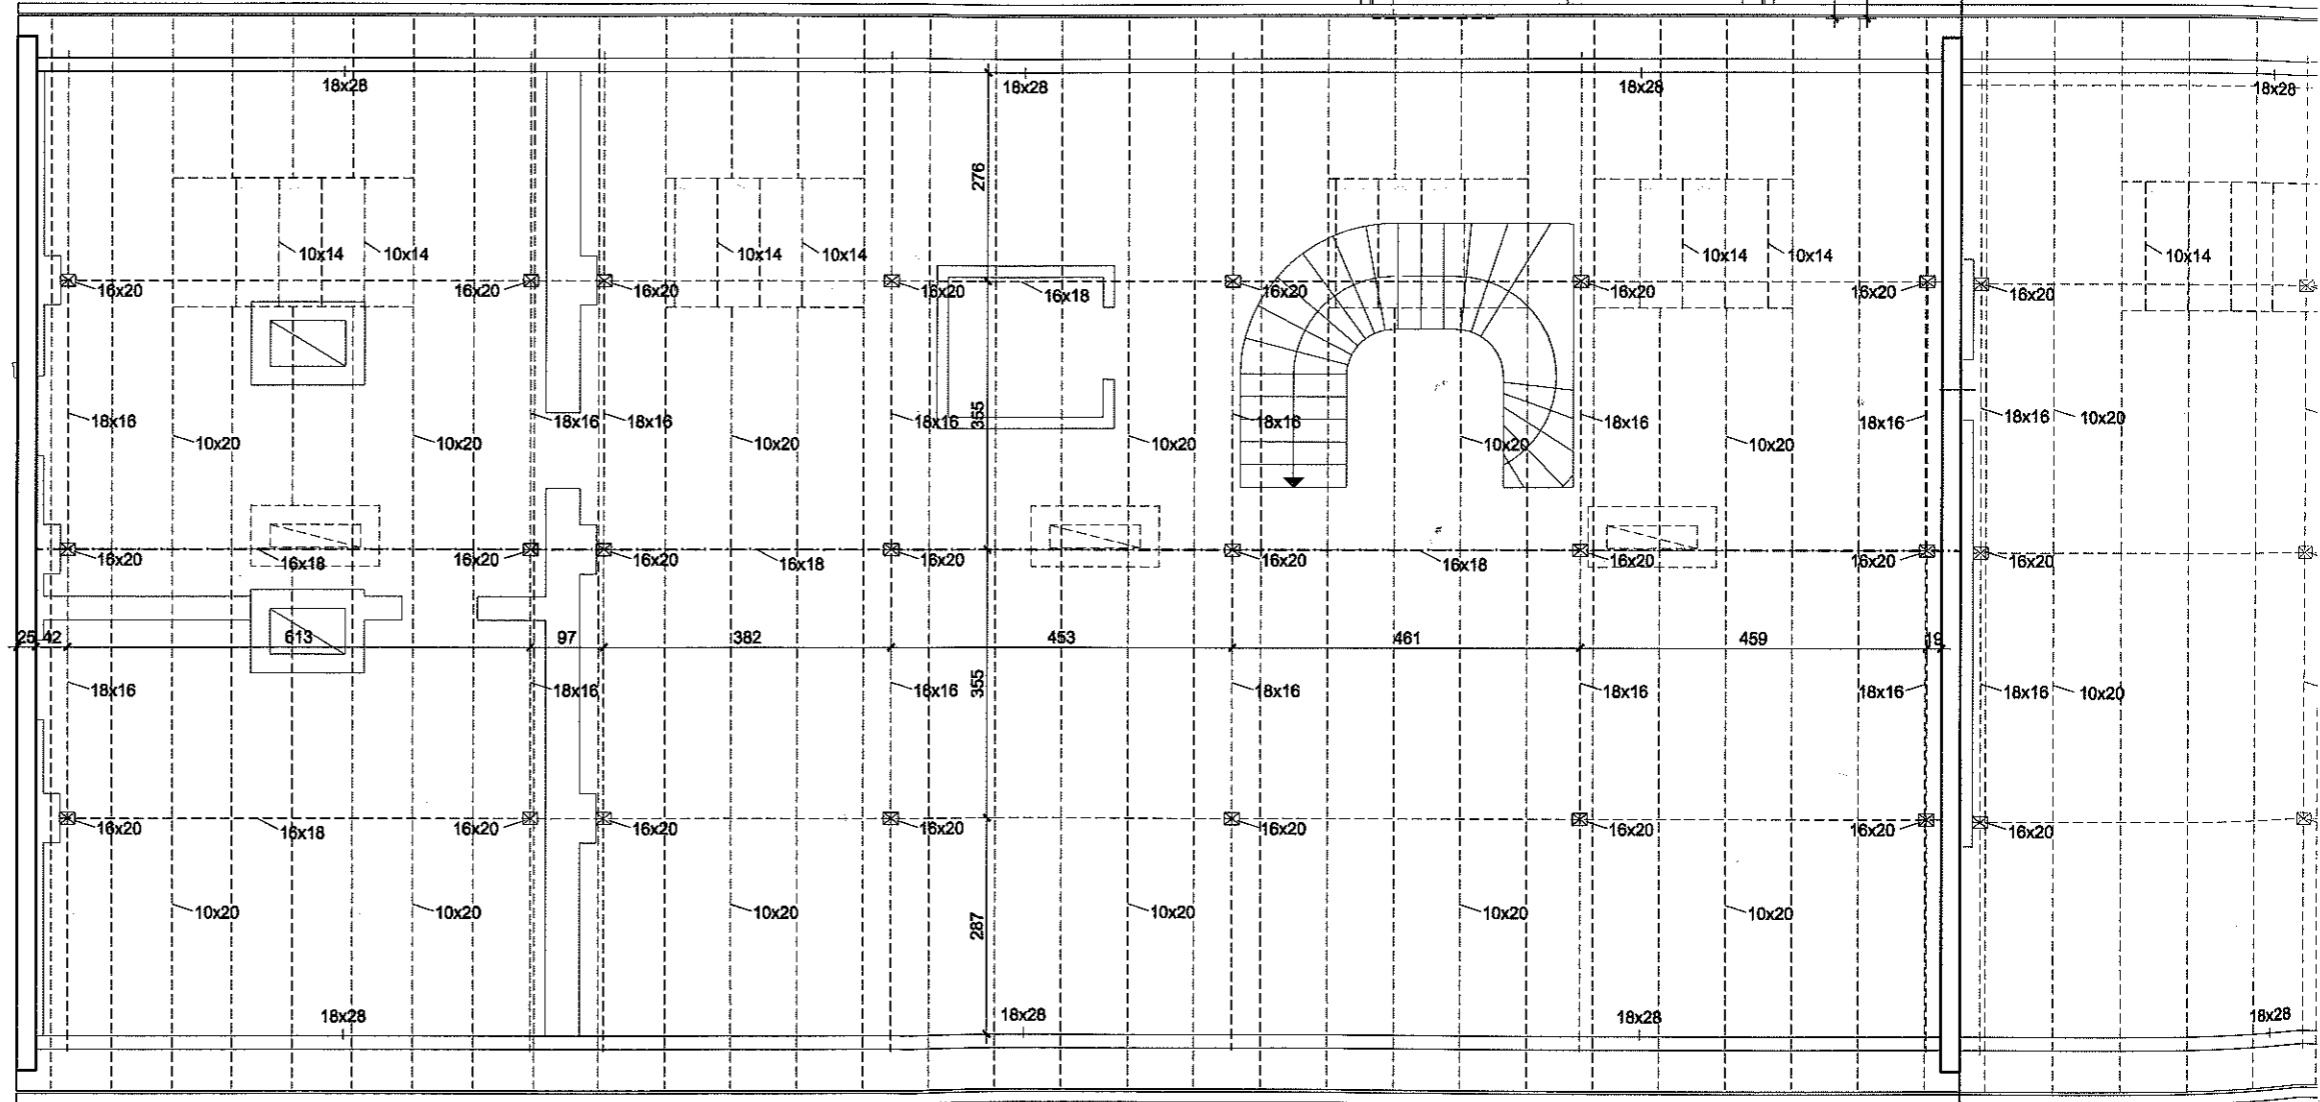 18x28 18x28 18x28 18x28
276
10x14 10x14 10x14 10x14 10x14 10x14 10x14
16x20 16x20 16x20 16x20 16x18 16x20 16x20 16x20 16x20
355
18x16 18x16 18x16 18x16 18x16 18x16 18x16 18x16 10x20
10x20 10x20 10x20 10x20 10x20 10x20
16x20 16x20 16x20 16x20 16x20 16x20 16x20 16x20
16x18 16x18 16x18
25 42 613 97 382 453 461 459 19
355
18x16 18x16 18x16 18x16 18x16 18x16 18x16 10x20
16x20 16x18 16x20 16x20 16x20 16x20 16x20 16x20 16x20
287
10x20 10x20 10x20 10x20 10x20 10x20
18x28 18x28 18x28 18x28